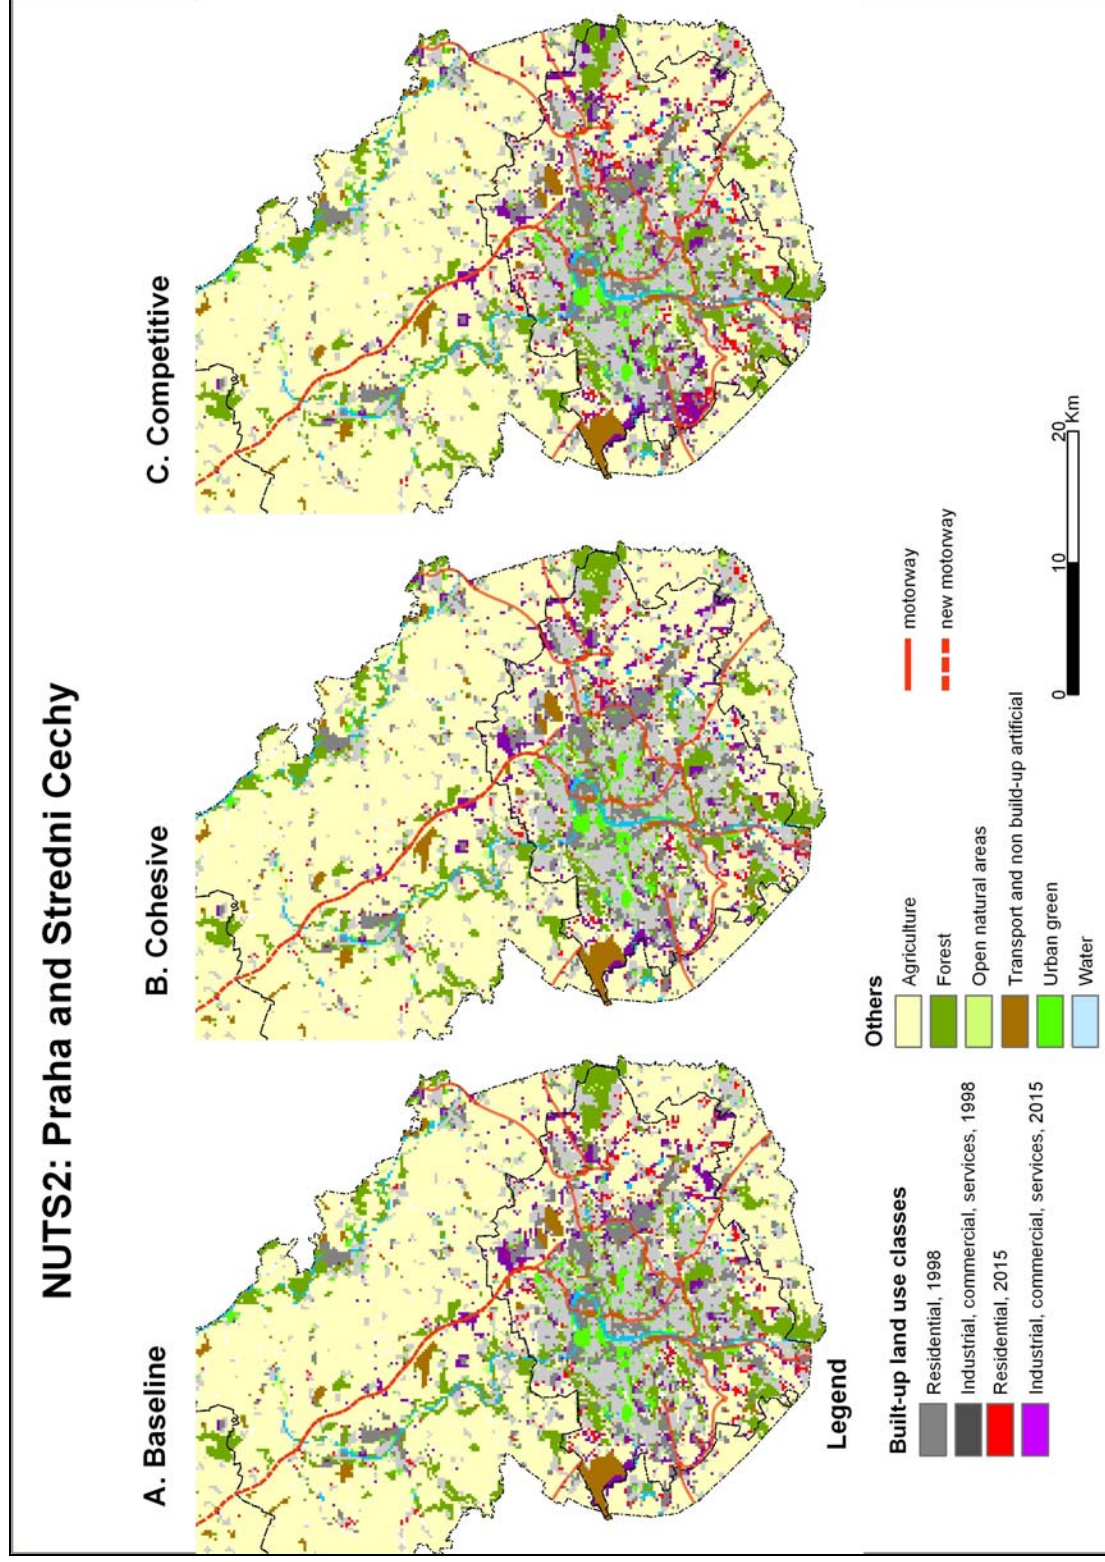 NUTS2: Praha and Stredni Cechy
A. Baseline
B. Cohesive
C. Competitive
Legend
Built-up land use classes
Residential, 1998
Industrial, commercial, services, 1998
Residential, 2015
Industrial, commercial, services, 2015
Others
Agriculture
Forest
Open natural areas
Transport and non build-up artificial
Urban green
Water
motorway
new motorway
0 10 20 Km